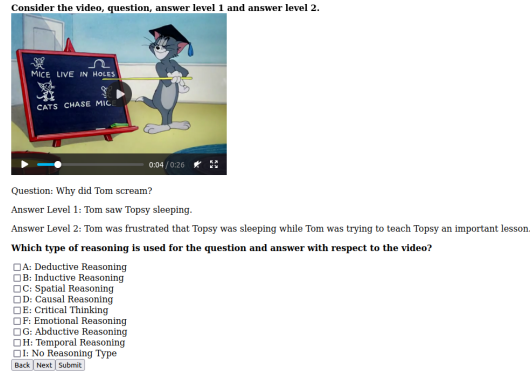 Consider the video, question, answer level 1 and answer level 2.
MICE LIVE IN HOLES
CATS CHASE MIC
0:04 / 0:26
Question: Why did Tom scream?
Answer Level 1: Tom saw Topsy sleeping.
Answer Level 2: Tom was frustrated that Topsy was sleeping while Tom was trying to teach Topsy an important lesson.
Which type of reasoning is used for the question and answer with respect to the video?
A: Deductive Reasoning
B: Inductive Reasoning
C: Spatial Reasoning
D: Causal Reasoning
E: Critical Thinking
F: Emotional Reasoning
G: Abductive Reasoning
H: Temporal Reasoning
I: No Reasoning Type
Back Next Submit